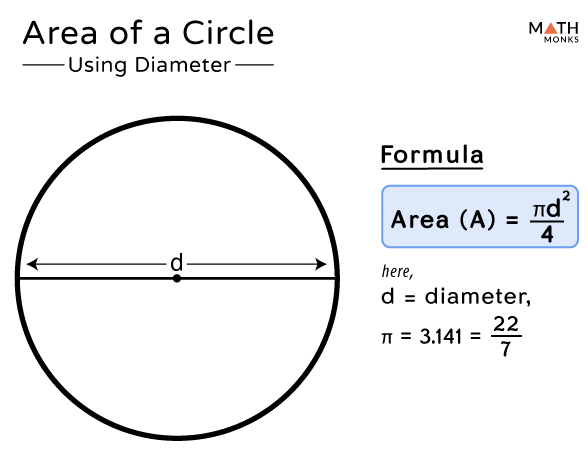 Area of a Circle
Using Diameter
MATH
MONKS
d
Formula
Area (A) = πd²/4
here,
d = diameter,
π = 3.141 = 22/7